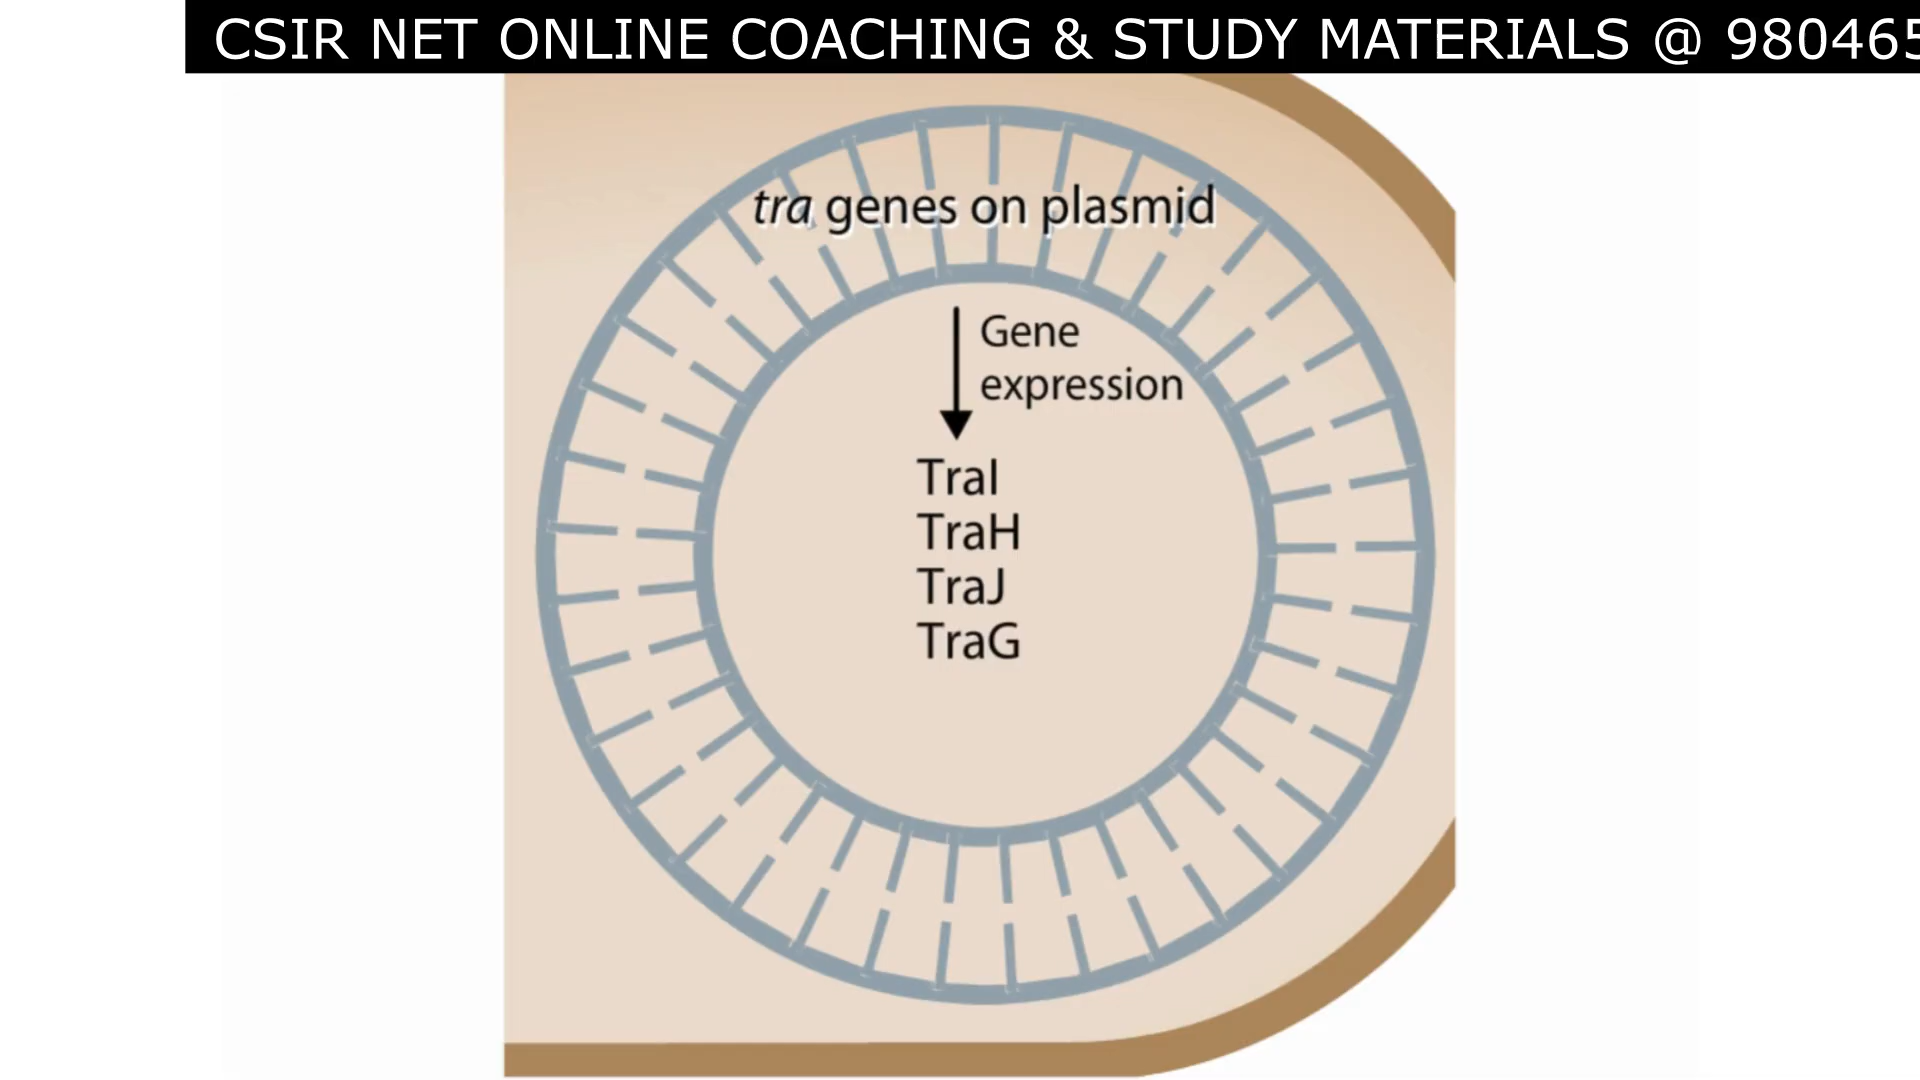 CSIR NET ONLINE COACHING & STUDY MATERIALS @ 980465
tra genes on plasmid
Gene
expression
TraI
TraH
TraJ
TraG